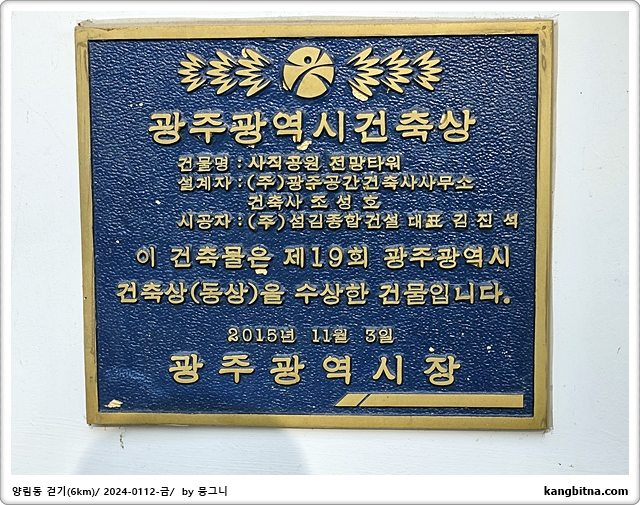 광주광역시건축상
건물명 : 사직공원 전망타워
설계자 : (주)광주공간건축사사무소
건축사 조 성 호
시공자 : (주)섬김종합건설 대표 김 진 석
이 건축물은 제19회 광주광역시
건축상(동상)을 수상한 건물입니다.
2015년 11월 3일
광 주 광 역 시 장
양림동 걷기(6km)/ 2024-0112-금/ by 뭉그니
kangbitna.com